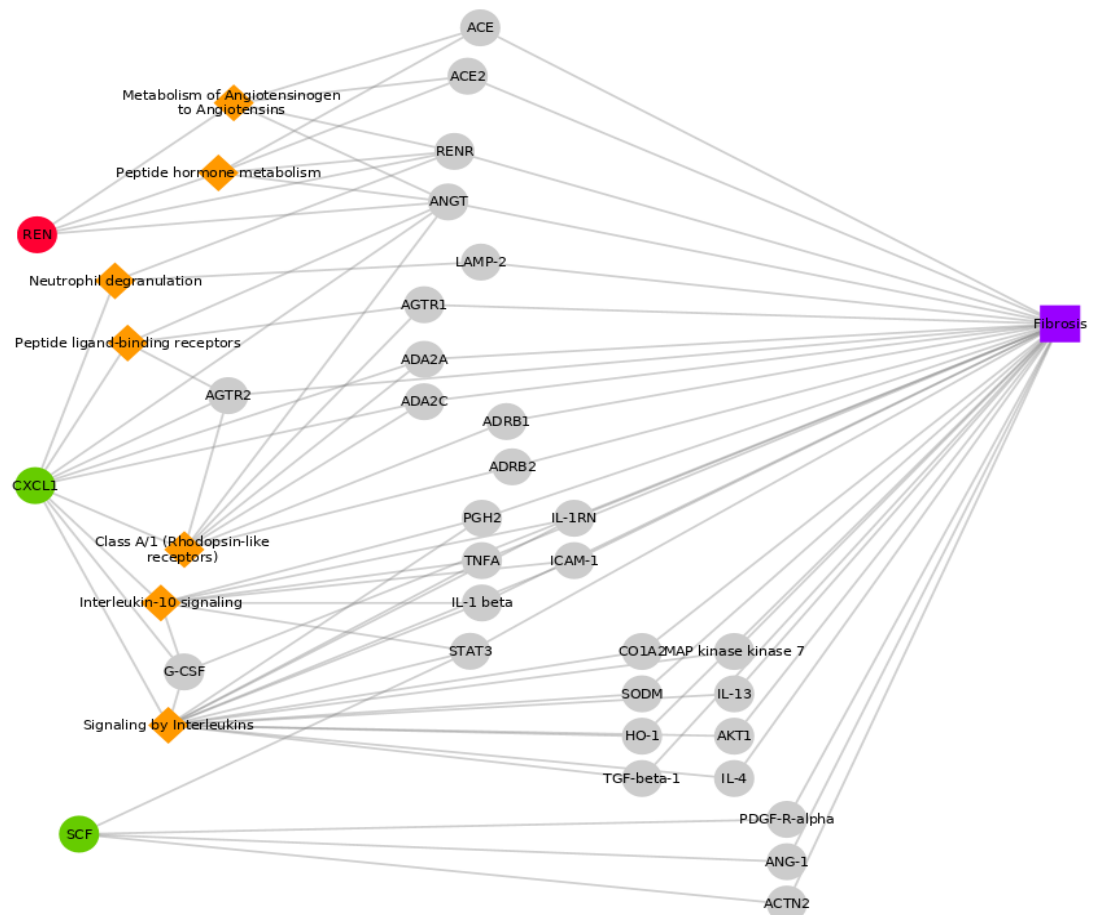 ACE
ACE2
Metabolism of Angiotensinogen
to Angiotensins
RENR
Peptide hormone metabolism
ANGT
REN
LAMP-2
Neutrophil degranulation
AGTR1
Fibrosis
Peptide ligand-binding receptors
ADA2A
AGTR2
ADA2C
ADRB1
ADRB2
CXCL1
PGH2
IL-1RN
Class A/1 (Rhodopsin-like
receptors)
TNFA
ICAM-1
Interleukin-10 signaling
IL-1 beta
STAT3
CO1A2
MAP kinase kinase 7
G-CSF
SODM
IL-13
Signaling by Interleukins
HO-1
AKT1
TGF-beta-1
IL-4
PDGF-R-alpha
SCF
ANG-1
ACTN2